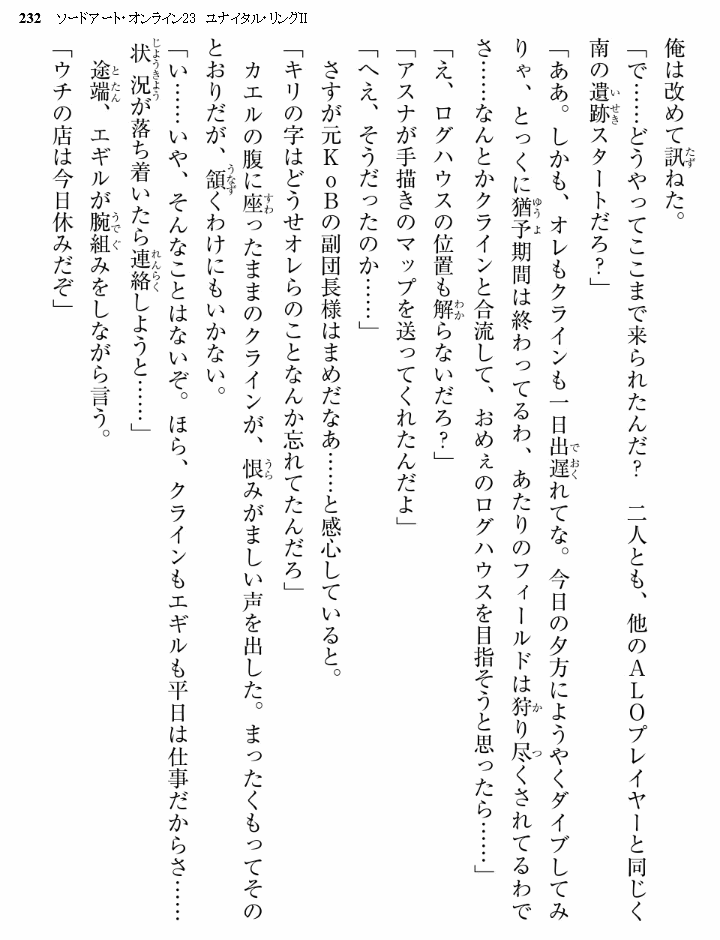 232 ソードアート・オンライン23 ユナイタル・リングII
俺は改めて訊ねた。
「で……どうやってここまで来られたんだ？　二人とも、他のＡＬＯプレイヤーと同じく
南の遺跡スタートだろ？」
「ああ。しかも、オレもクラインも一日出遅れてな。今日の夕方にようやくダイブしてみ
りゃ、とっくに猶予期間は終わってるわ、あたりのフィールドは狩り尽くされてるわで
さ……なんとかクラインと合流して、おめぇのログハウスを目指そうと思ったら……」
「え、ログハウスの位置も解らないだろ？」
「アスナが手描きのマップを送ってくれたんだよ」
「へえ、そうだったのか……」
さすが元ＫｏＢの副団長様はまめだなあ……と感心していると。
「キリの字はどうせオレらのことなんか忘れてたんだろ」
カエルの腹に座ったままのクラインが、恨みがましい声を出した。まったくもってその
とおりだが、頷くわけにもいかない。
「い……いや、そんなことはないぞ。ほら、クラインもエギルも平日は仕事だからさ……
状況が落ち着いたら連絡しようと……」
途端、エギルが腕組みをしながら言う。
「ウチの店は今日休みだぞ」